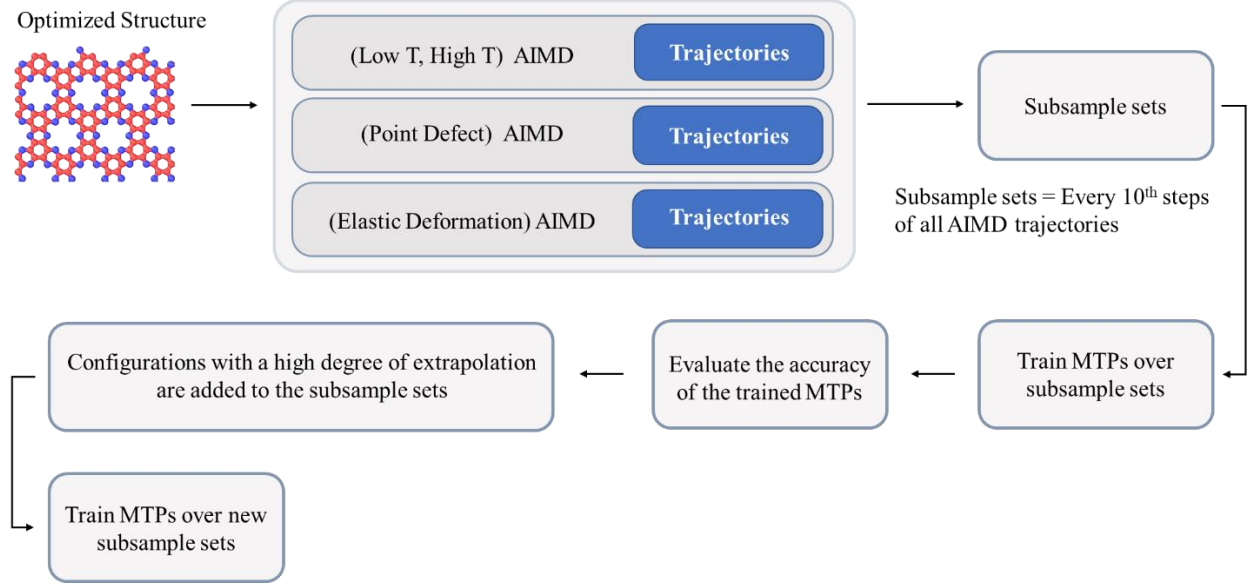 Optimized Structure
(Low T, High T) AIMD
Trajectories
(Point Defect) AIMD
Trajectories
(Elastic Deformation) AIMD
Trajectories
Subsample sets
Subsample sets = Every 10th steps
of all AIMD trajectories
Train MTPs over
subsample sets
Evaluate the accuracy
of the trained MTPs
Configurations with a high degree of extrapolation
are added to the subsample sets
Train MTPs over new
subsample sets